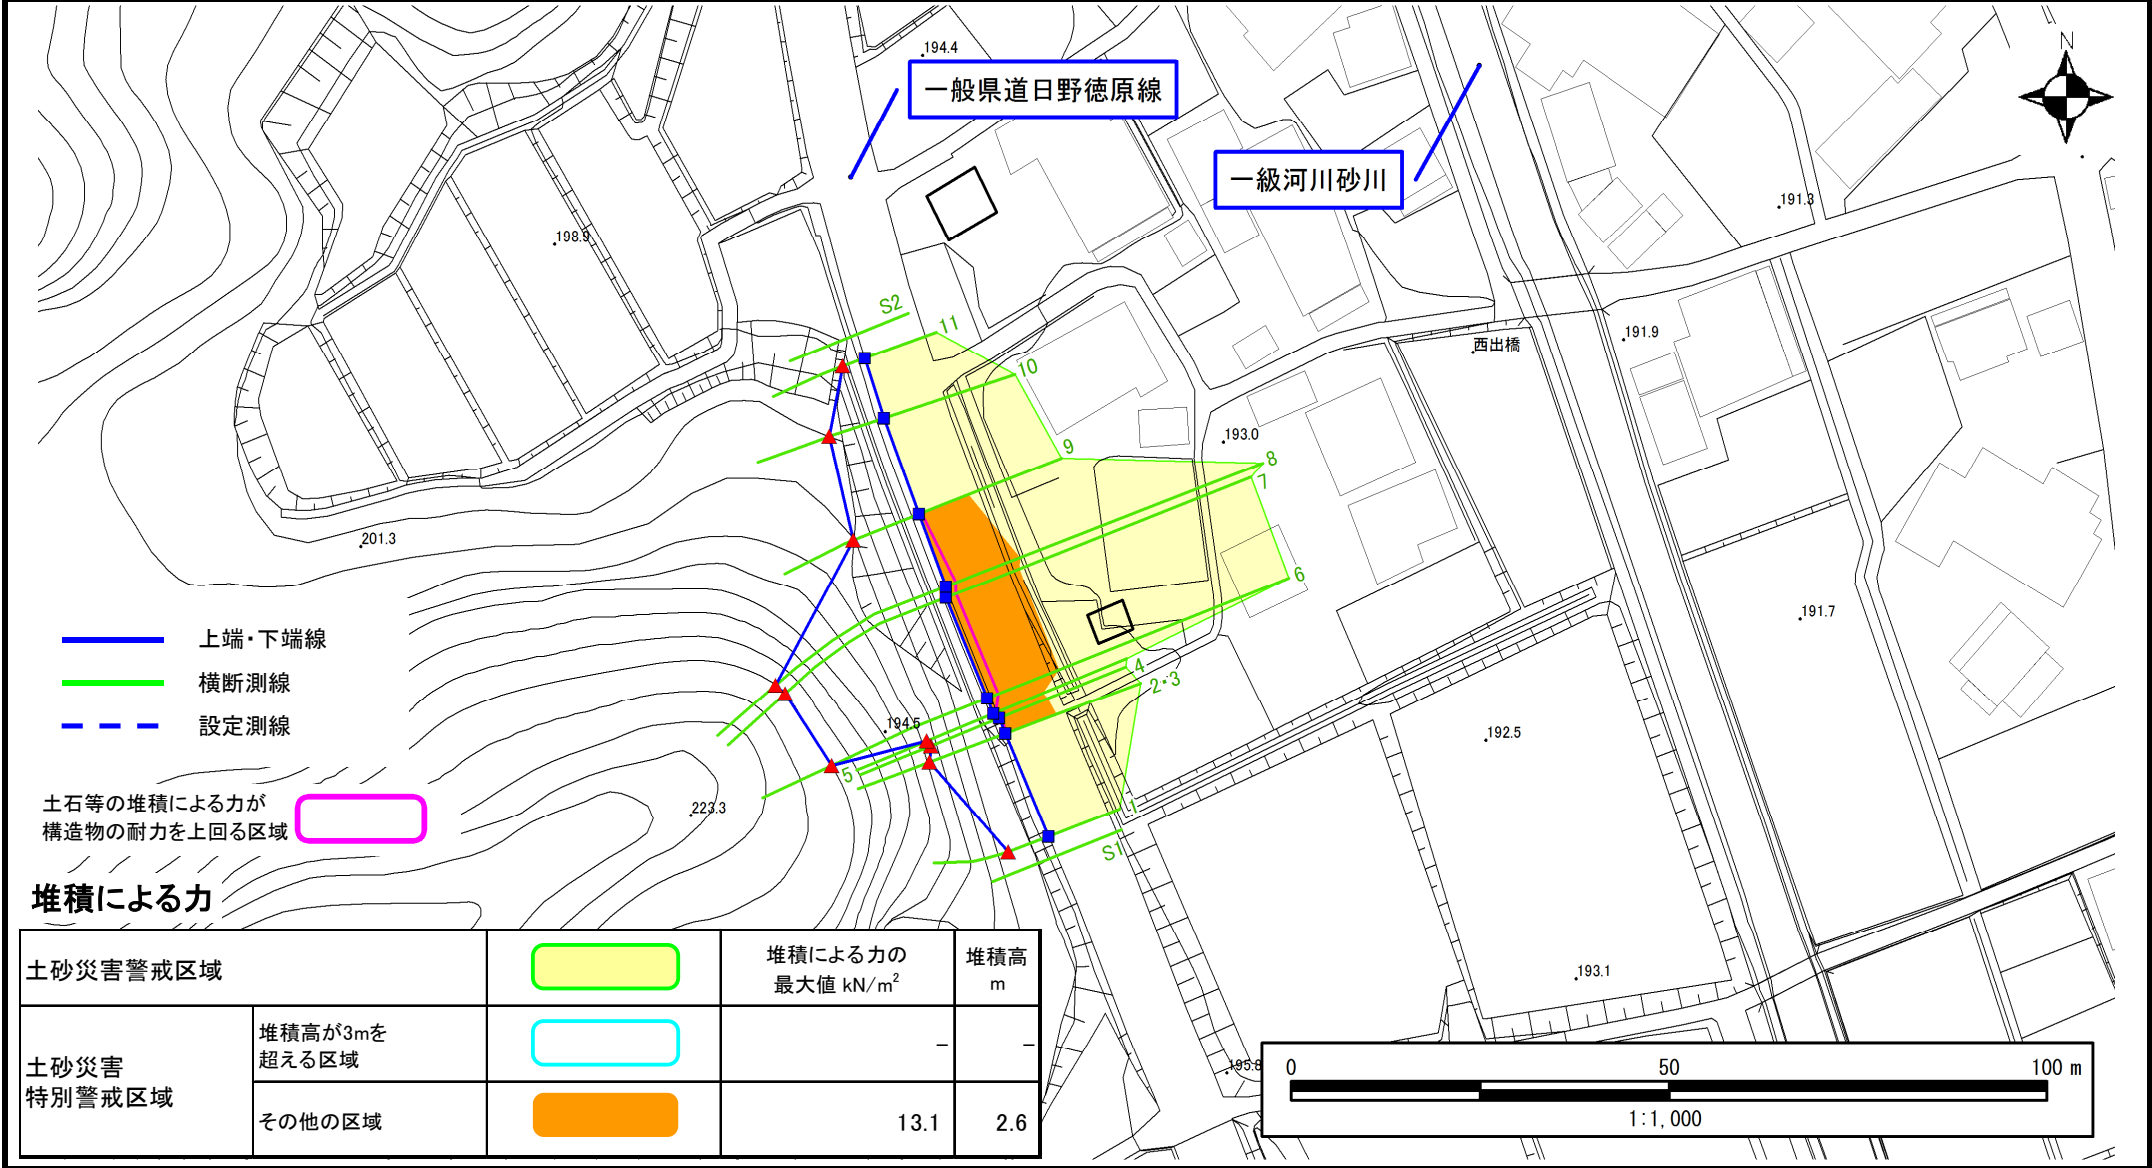 194.4
一般県道日野徳原線
N
一級河川砂川
191.3
198.9
S2
11
191.9
西出橋
10
193.0
9
8
7
201.3
6
191.7
上端・下端線
横断測線
設定測線
4
2・3
194.5
192.5
5
土石等の堆積による力が
構造物の耐力を上回る区域
223.3
1
S1
堆積による力
193.1
195.8
土砂災害警戒区域
堆積による力の
最大値 kN/m²
堆積高
m
土砂災害
特別警戒区域
堆積高が3mを
超える区域
－
－
その他の区域
13.1
2.6
0
50
100 m
1:1,000